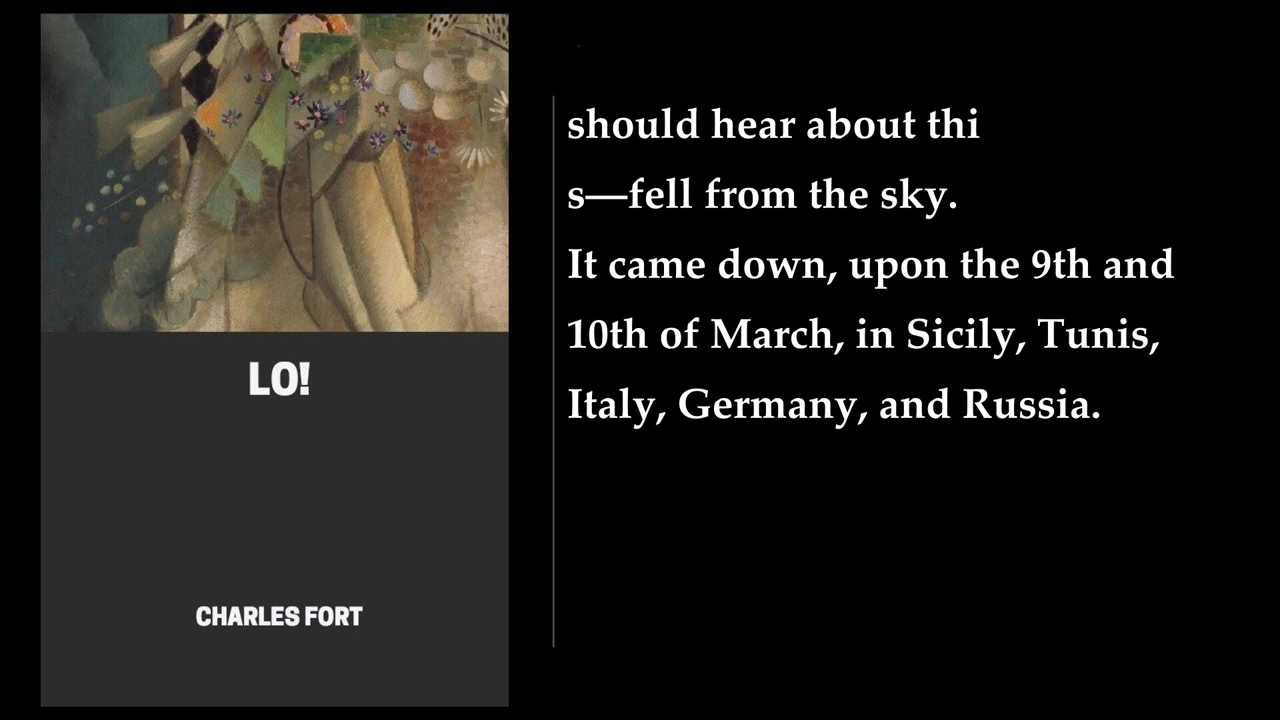 LO!
CHARLES FORT
should hear about thi
s—fell from the sky.
It came down, upon the 9th and
10th of March, in Sicily, Tunis,
Italy, Germany, and Russia.